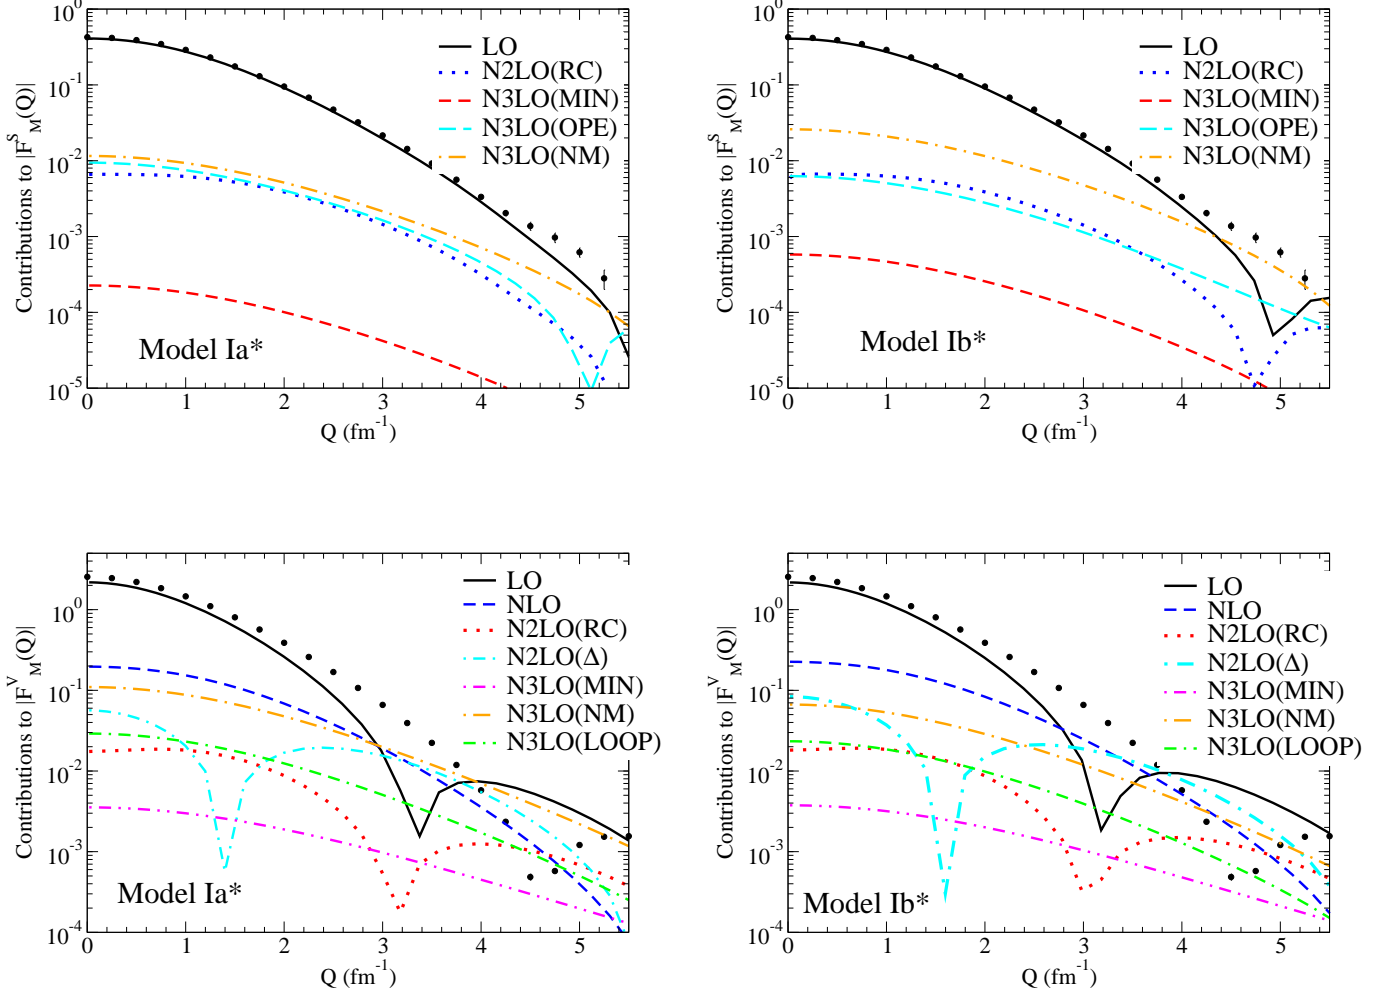 10^0
10^-1
10^-2
10^-3
10^-4
10^-5
Contributions to |F^S_M(Q)|
LO
N2LO(RC)
N3LO(MIN)
N3LO(OPE)
N3LO(NM)
Model Ia*
0 1 2 3 4 5
Q (fm^-1)
10^0
10^-1
10^-2
10^-3
10^-4
10^-5
Contributions to |F^S_M(Q)|
LO
N2LO(RC)
N3LO(MIN)
N3LO(OPE)
N3LO(NM)
Model Ib*
0 1 2 3 4 5
Q (fm^-1)
10^0
10^-1
10^-2
10^-3
10^-4
Contributions to |F^V_M(Q)|
LO
NLO
N2LO(RC)
N2LO(Δ)
N3LO(MIN)
N3LO(NM)
N3LO(LOOP)
Model Ia*
0 1 2 3 4 5
Q (fm^-1)
10^0
10^-1
10^-2
10^-3
10^-4
Contributions to |F^V_M(Q)|
LO
NLO
N2LO(RC)
N2LO(Δ)
N3LO(MIN)
N3LO(NM)
N3LO(LOOP)
Model Ib*
0 1 2 3 4 5
Q (fm^-1)